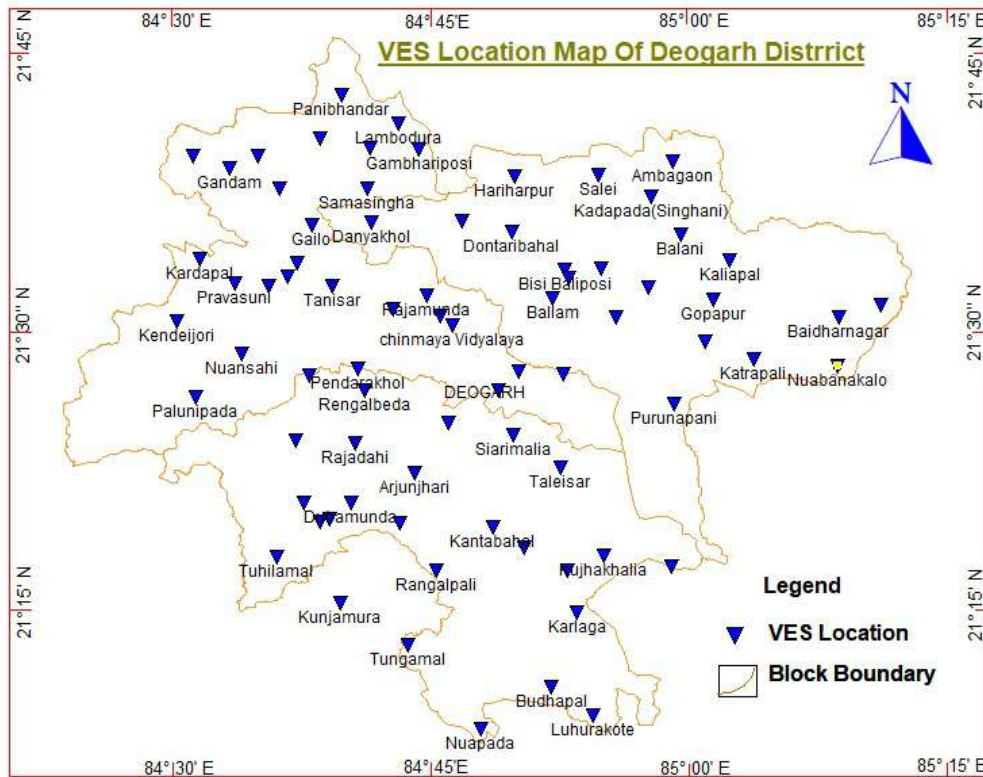 84°30' E
84°45' E
85°00' E
85°15' E
21°45' N
VES Location Map Of Deogarh Distrrict
21°45' N
N
Panibhandar
Lambodura
Gambhariposi
Gandam
Hariharpur
Salei
Ambagaon
Samasingha
Kadapada(Singhani)
Gailo
Danyakhol
Dontaribahal
Balani
Kardapal
Kaliapal
Pravasuni
Tanisar
Bisi Baliposi
Rajamunda
Ballam
Gopapur
Kendeijori
chinmaya Vidyalaya
Baidharnagar
21°30'' N
21°30'' N
Nuansahi
Katrapali
Nuabanakalo
Pendarakhol
Rengalbeda
DEOGARH
Palunipada
Purunapani
Rajadahi
Siarimalia
Arjunjhari
Taleisar
Kantabahal
Tuhilamal
Rangalpali
Kunjamura
Karlaga
21°15' N
21°15' N
Legend
VES Location
Tungamal
Block Boundary
Budhapal
Luhurakote
Nuapada
84°30' E
84°45' E
85°00' E
85°15' E